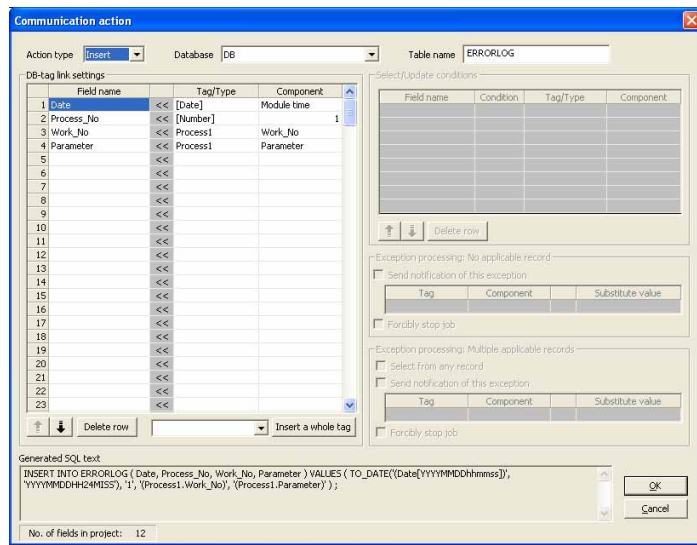 Communication action
Action type Insert Database DB Table name ERRORLOG
DB-tag link settings
Field name Tag/Type Component
1 Date << [Date] Module time
2 Process_No << [Number] 1
3 Work_No << Process1 Work_No
4 Parameter << Process1 Parameter
5 <<
6 <<
7 <<
8 <<
9 <<
10 <<
11 <<
12 <<
13 <<
14 <<
15 <<
16 <<
17 <<
18 <<
19 <<
20 <<
21 <<
22 <<
23 <<
Delete row Insert a whole tag
Select/Update conditions
Field name Condition Tag/Type Component
Delete row
Exception processing: No applicable record
Send notification of this exception
Tag Component Substitute value
Forcibly stop job
Exception processing: Multiple applicable records
Select from any record
Send notification of this exception
Tag Component Substitute value
Forcibly stop job
Generated SQL text
INSERT INTO ERRORLOG ( Date, Process_No, Work_No, Parameter ) VALUES ( TO_DATE('(Date[YYYYMMDDhhmmss])',
'YYYYMMDDHH24MISS'), '1', '(Process1.Work_No)', '(Process1.Parameter)' ) ;
OK
Cancel
No. of fields in project: 12